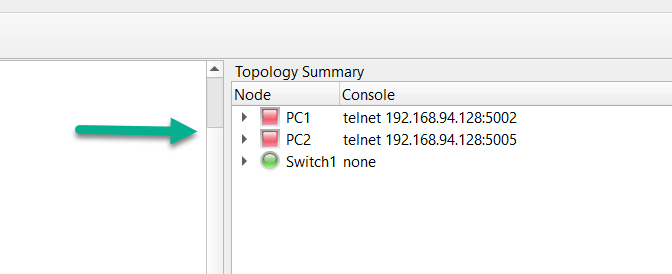 Topology Summary
Node Console
PC1 telnet 192.168.94.128:5002
PC2 telnet 192.168.94.128:5005
Switch1 none